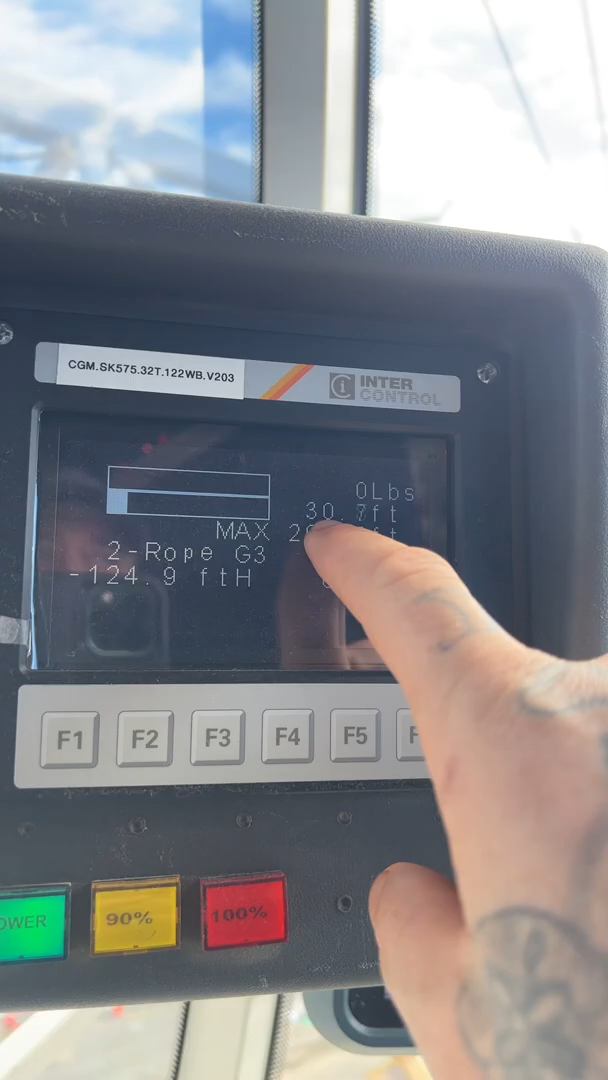 CGM.SK575.32T.122WB.V203
INTER
CONTROL
0Lbs
30.7ft
MAX
2-Rope G3
-124.9 ftH
F1 F2 F3 F4 F5
90% 100%